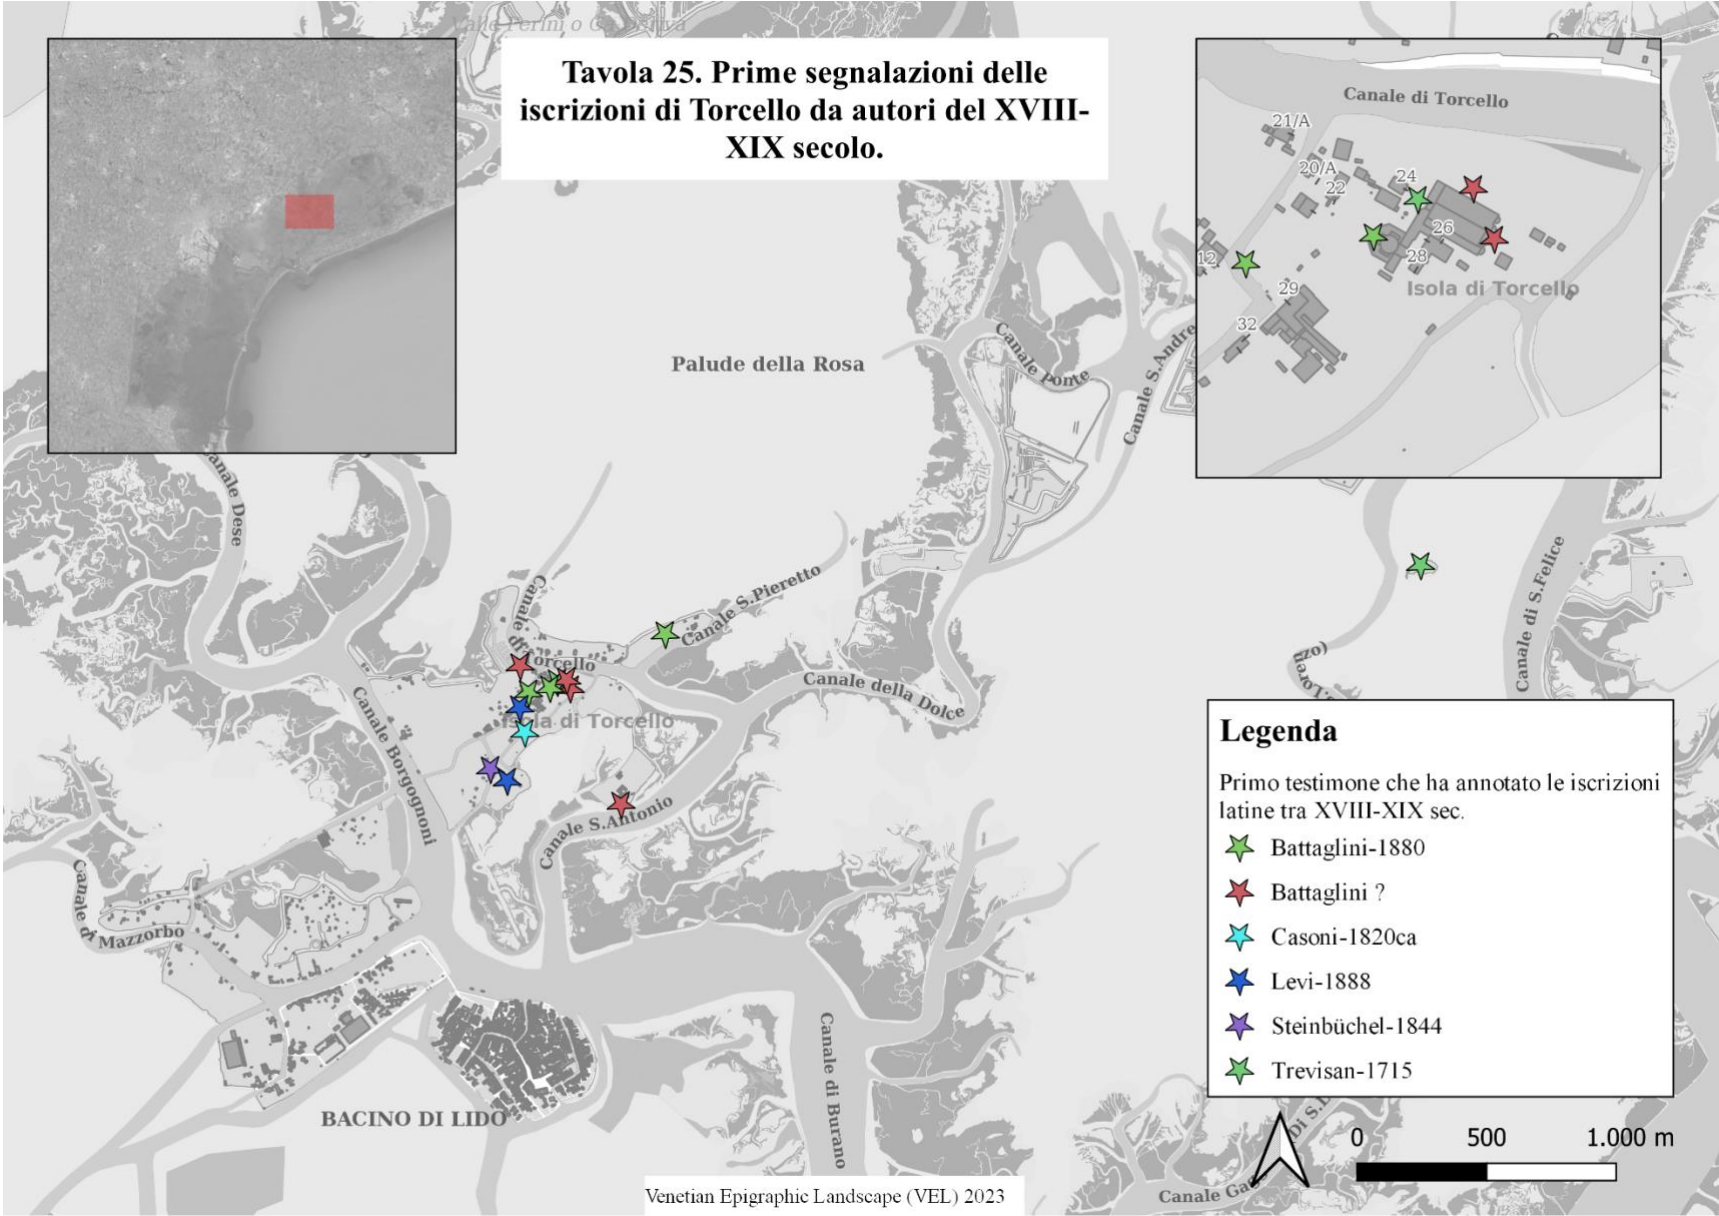 Tavola 25. Prime segnalazioni delle
iscrizioni di Torcello da autori del XVIII-
XIX secolo.
Canale di Torcello
21/A
20/A
22
24
26
28
12
29
32
Isola di Torcello
Palude della Rosa
Canale ponte
Canale S.Andre
Canale Dese
Canale S.Pieretto
Canale di Torcello
Canale della Dolce
Isola di Torcello
Canale Borgognoni
Canale S.Antonio
Canale di S.Felice
Canale di Mazzorbo
BACINO DI LIDO
Canale di Burano
Legenda
Primo testimone che ha annotato le iscrizioni
latine tra XVIII-XIX sec.
Battaglini-1880
Battaglini ?
Casoni-1820ca
Levi-1888
Steinbüchel-1844
Trevisan-1715
Di S.L
Canale Ga
0 500 1.000 m
Venetian Epigraphic Landscape (VEL) 2023